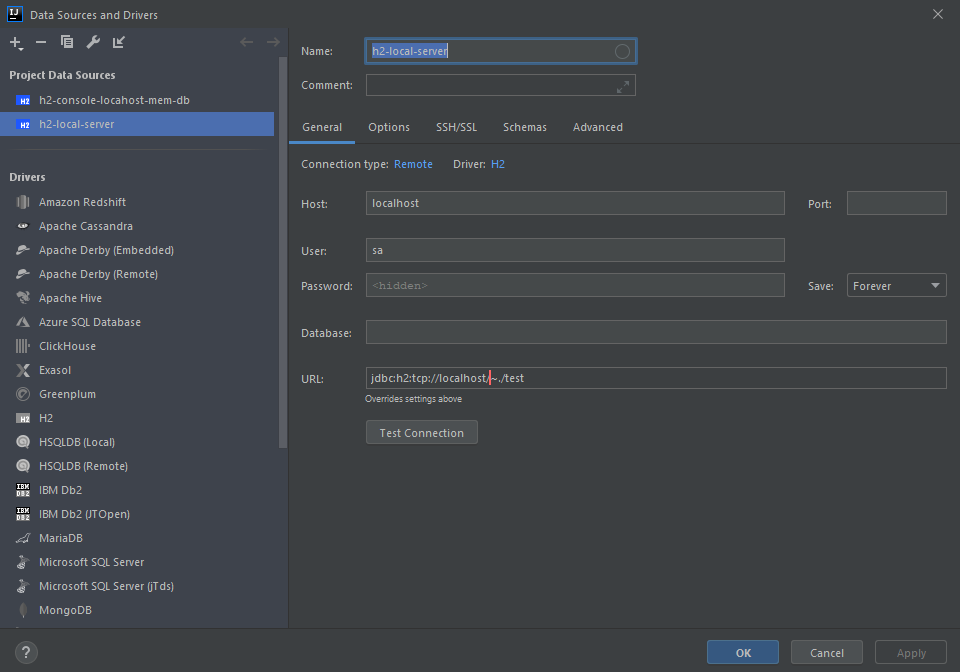 Data Sources and Drivers
Project Data Sources
h2-console-locahost-mem-db
h2-local-server
Drivers
Amazon Redshift
Apache Cassandra
Apache Derby (Embedded)
Apache Derby (Remote)
Apache Hive
Azure SQL Database
ClickHouse
Exasol
Greenplum
H2
HSQLDB (Local)
HSQLDB (Remote)
IBM Db2
IBM Db2 (JTOpen)
MariaDB
Microsoft SQL Server
Microsoft SQL Server (jTds)
MongoDB
Name: h2-local-server
Comment:
General Options SSH/SSL Schemas Advanced
Connection type: Remote Driver: H2
Host: localhost Port:
User: sa
Password: <hidden> Save: Forever
Database:
URL: jdbc:h2:tcp://localhost/~./test
Overrides settings above
Test Connection
? OK Cancel Apply